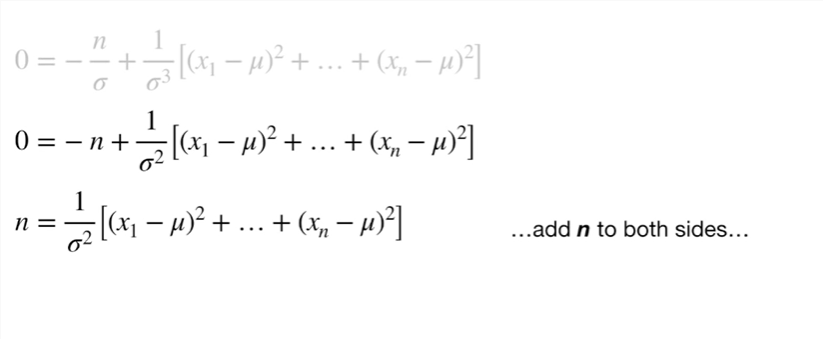 0 = − n/σ + 1/σ³ [(x₁ − μ)² + … + (xₙ − μ)²]
0 = − n + 1/σ² [(x₁ − μ)² + … + (xₙ − μ)²]
n = 1/σ² [(x₁ − μ)² + … + (xₙ − μ)²] …add n to both sides…